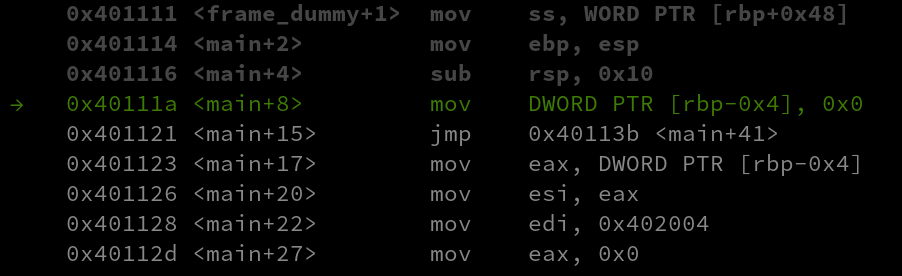 0x401111 <frame_dummy+1> mov ss, WORD PTR [rbp+0x48]
0x401114 <main+2> mov ebp, esp
0x401116 <main+4> sub rsp, 0x10
→ 0x40111a <main+8> mov DWORD PTR [rbp-0x4], 0x0
0x401121 <main+15> jmp 0x40113b <main+41>
0x401123 <main+17> mov eax, DWORD PTR [rbp-0x4]
0x401126 <main+20> mov esi, eax
0x401128 <main+22> mov edi, 0x402004
0x40112d <main+27> mov eax, 0x0